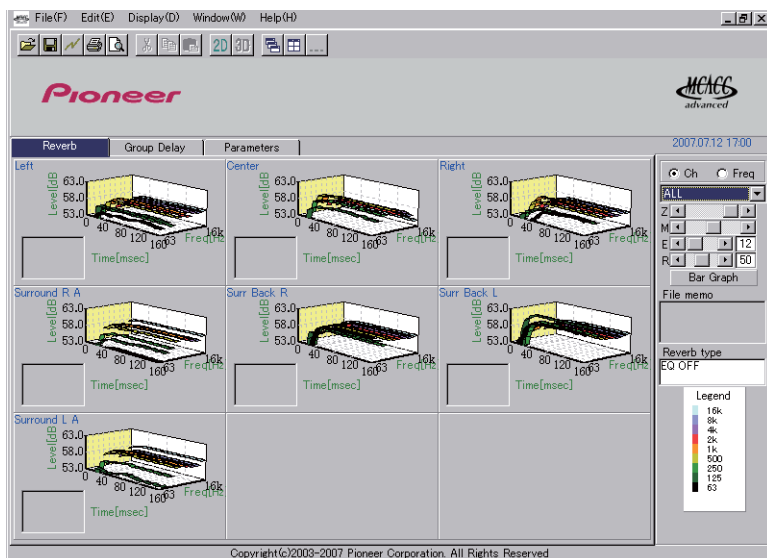 File(F) Edit(E) Display(D) Window(W) Help(H)
2D 3D ...
Pioneer
MCACC
advanced
Reverb Group Delay Parameters
2007.07.12 17:00
Left
Level[dB
63.0
58.0
53.0
0 40 80 120 160
63 Freq[Hz 16k
Time[msec]
Center
Level[dB
63.0
58.0
53.0
0 40 80 120 160
63 Freq[Hz 16k
Time[msec]
Right
Level[dB
63.0
58.0
53.0
0 40 80 120 160
63 Freq[Hz 16k
Time[msec]
Surround R A
Level[dB
63.0
58.0
53.0
0 40 80 120 160
63 Freq[Hz 16k
Time[msec]
Surr Back R
Level[dB
63.0
58.0
53.0
0 40 80 120 160
63 Freq[Hz 16k
Time[msec]
Surr Back L
Level[dB
63.0
58.0
53.0
0 40 80 120 160
63 Freq[Hz 16k
Time[msec]
Surround L A
Level[dB
63.0
58.0
53.0
0 40 80 120 160
63 Freq[Hz 16k
Time[msec]
Ch Freq
ALL
Z
M
E 12
R 50
Bar Graph
File memo
Reverb type
EQ OFF
Legend
16k
8k
4k
2k
1k
500
250
125
63
Copyright(c)2003-2007 Pioneer Corporation. All Rights Reserved